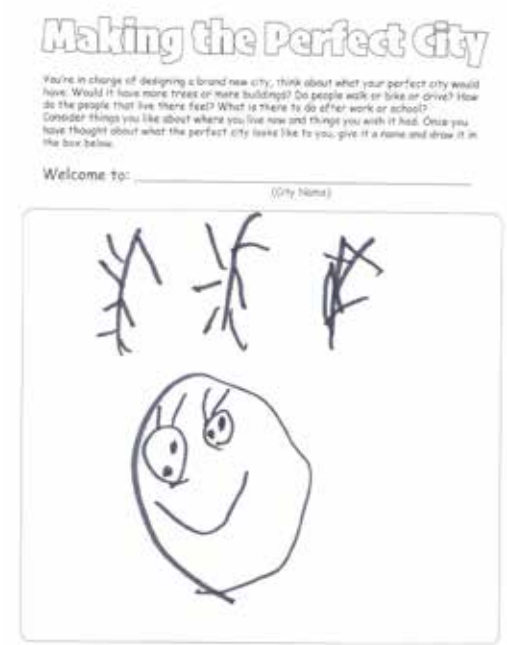 Making the Perfect City
You're in charge of designing a brand new city, think about what your perfect city would
have. Would it have more trees or more buildings? Do people walk or bike or drive? How
do the people that live there feel? What is there to do after work or school?
Consider things you like about where you live now and things you wish it had. Once you
have thought about what the perfect city looks like to you, give it a name and draw it in
the box below.
Welcome to:
(City Name)